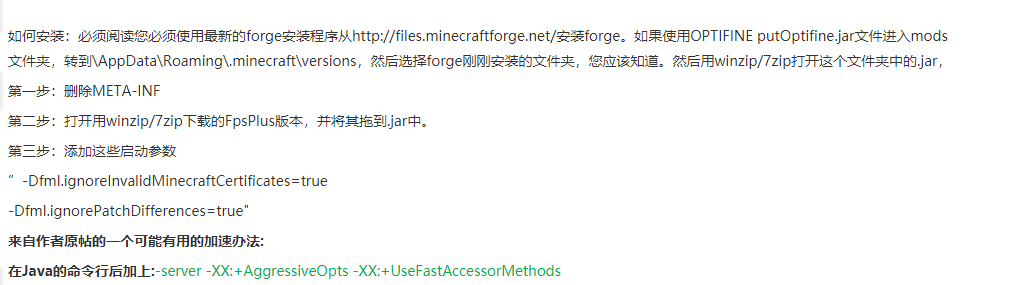 如何安装：必须阅读您必须使用最新的forge安装程序从http://files.minecraftforge.net/安装forge。如果使用OPTIFINE putOptifine.jar文件进入mods
文件夹，转到\AppData\Roaming\.minecraft\versions，然后选择forge刚刚安装的文件夹，您应该知道。然后用winzip/7zip打开这个文件夹中的.jar，
第一步：删除META-INF
第二步：打开用winzip/7zip下载的FpsPlus版本，并将其拖到.jar中。
第三步：添加这些启动参数
”-Dfml.ignoreInvalidMinecraftCertificates=true
-Dfml.ignorePatchDifferences=true"
来自作者原帖的一个可能有用的加速办法:
在Java的命令行后加上:-server -XX:+AggressiveOpts -XX:+UseFastAccessorMethods